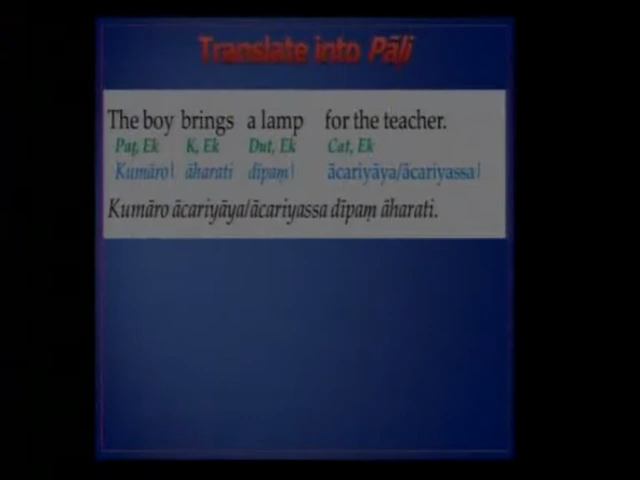 Translate into Pāḷi
The boy brings a lamp for the teacher.
Paṭ, Ek K, Ek Dut, Ek Cat, Ek
Kumāro| āharati dīpaṃ| ācariyāya/ācariyassa|
Kumāro ācariyāya/ācariyassa dīpaṃ āharati.